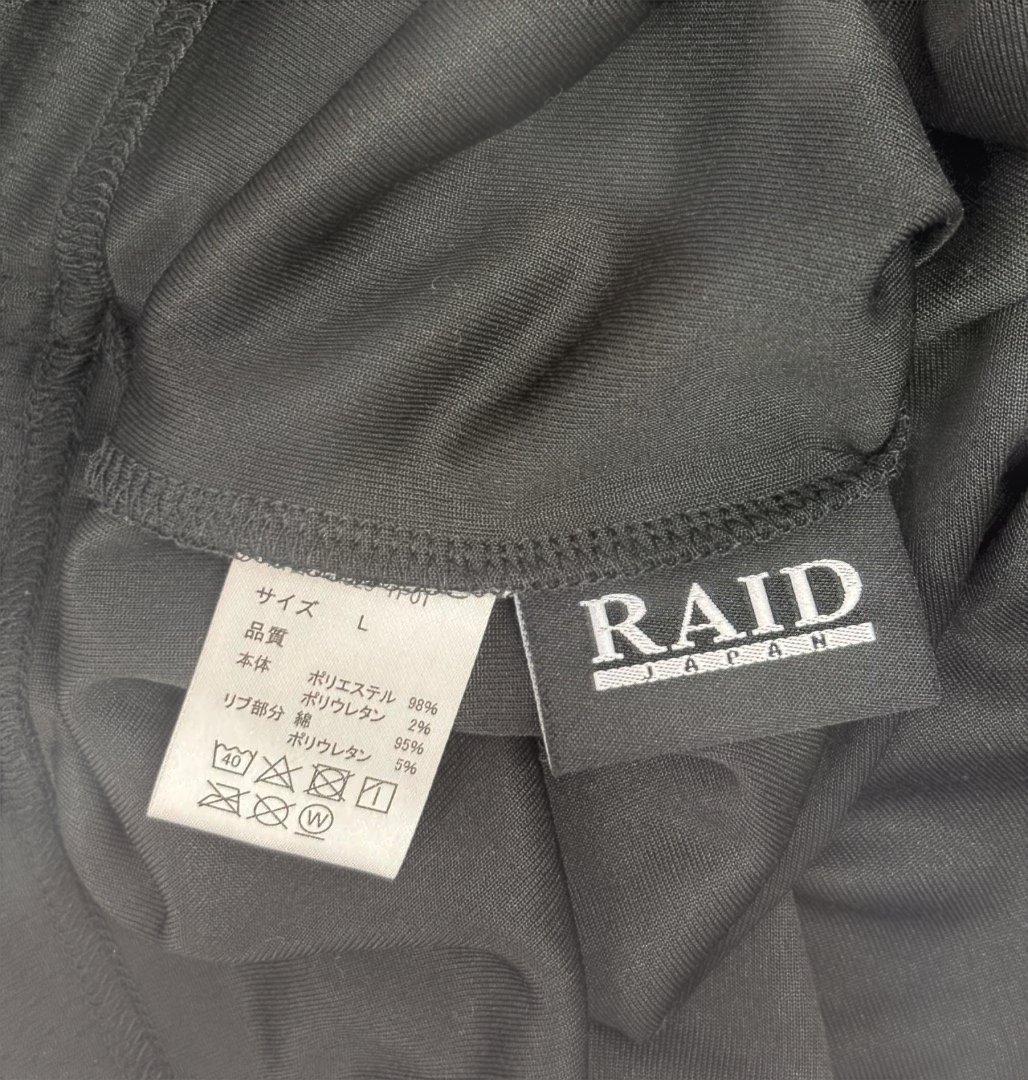 サイズ L
品質
本体
ポリエステル 98%
ポリウレタン 2%
リブ部分 綿 95%
ポリウレタン 5%
40
W
RAID
JAPAN